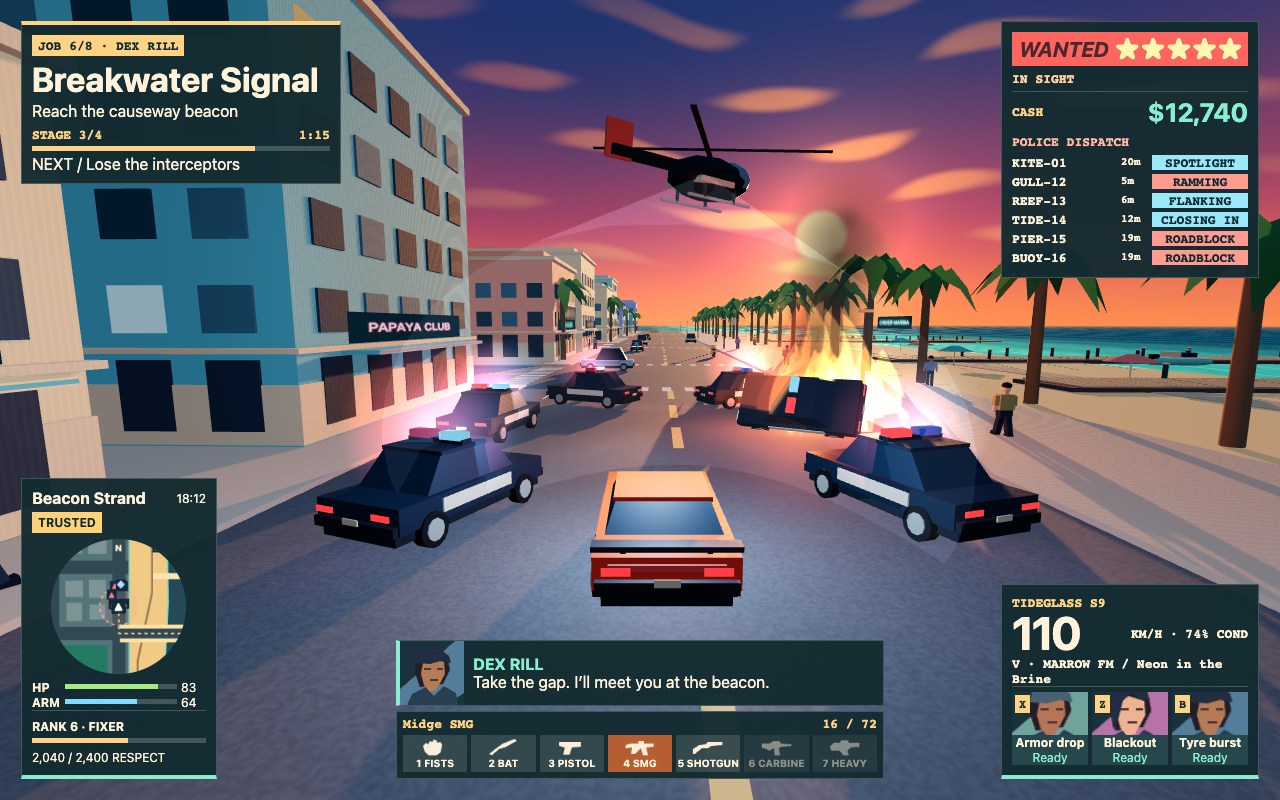 JOB 6/8 · DEX RILL
Breakwater Signal
Reach the causeway beacon
STAGE 3/4 1:15
NEXT / Lose the interceptors
WANTED
IN SIGHT
CASH $12,740
POLICE DISPATCH
KITE-01 20m SPOTLIGHT
GULL-12 5m RAMMING
REEF-13 6m FLANKING
TIDE-14 12m CLOSING IN
PIER-15 19m ROADBLOCK
BUOY-16 19m ROADBLOCK
PAPAYA CLUB
Beacon Strand 18:12
TRUSTED
N
HP 83
ARM 64
RANK 6 · FIXER
2,040 / 2,400 RESPECT
DEX RILL
Take the gap. I'll meet you at the beacon.
Midge SMG 16 / 72
1 FISTS 2 BAT 3 PISTOL 4 SMG 5 SHOTGUN 6 CARBINE 7 HEAVY
TIDEGLASS S9
110 KM/H · 74% COND
V · MARROW FM / Neon in the
Brine
X Z B
Armor drop Blackout Tyre burst
Ready Ready Ready